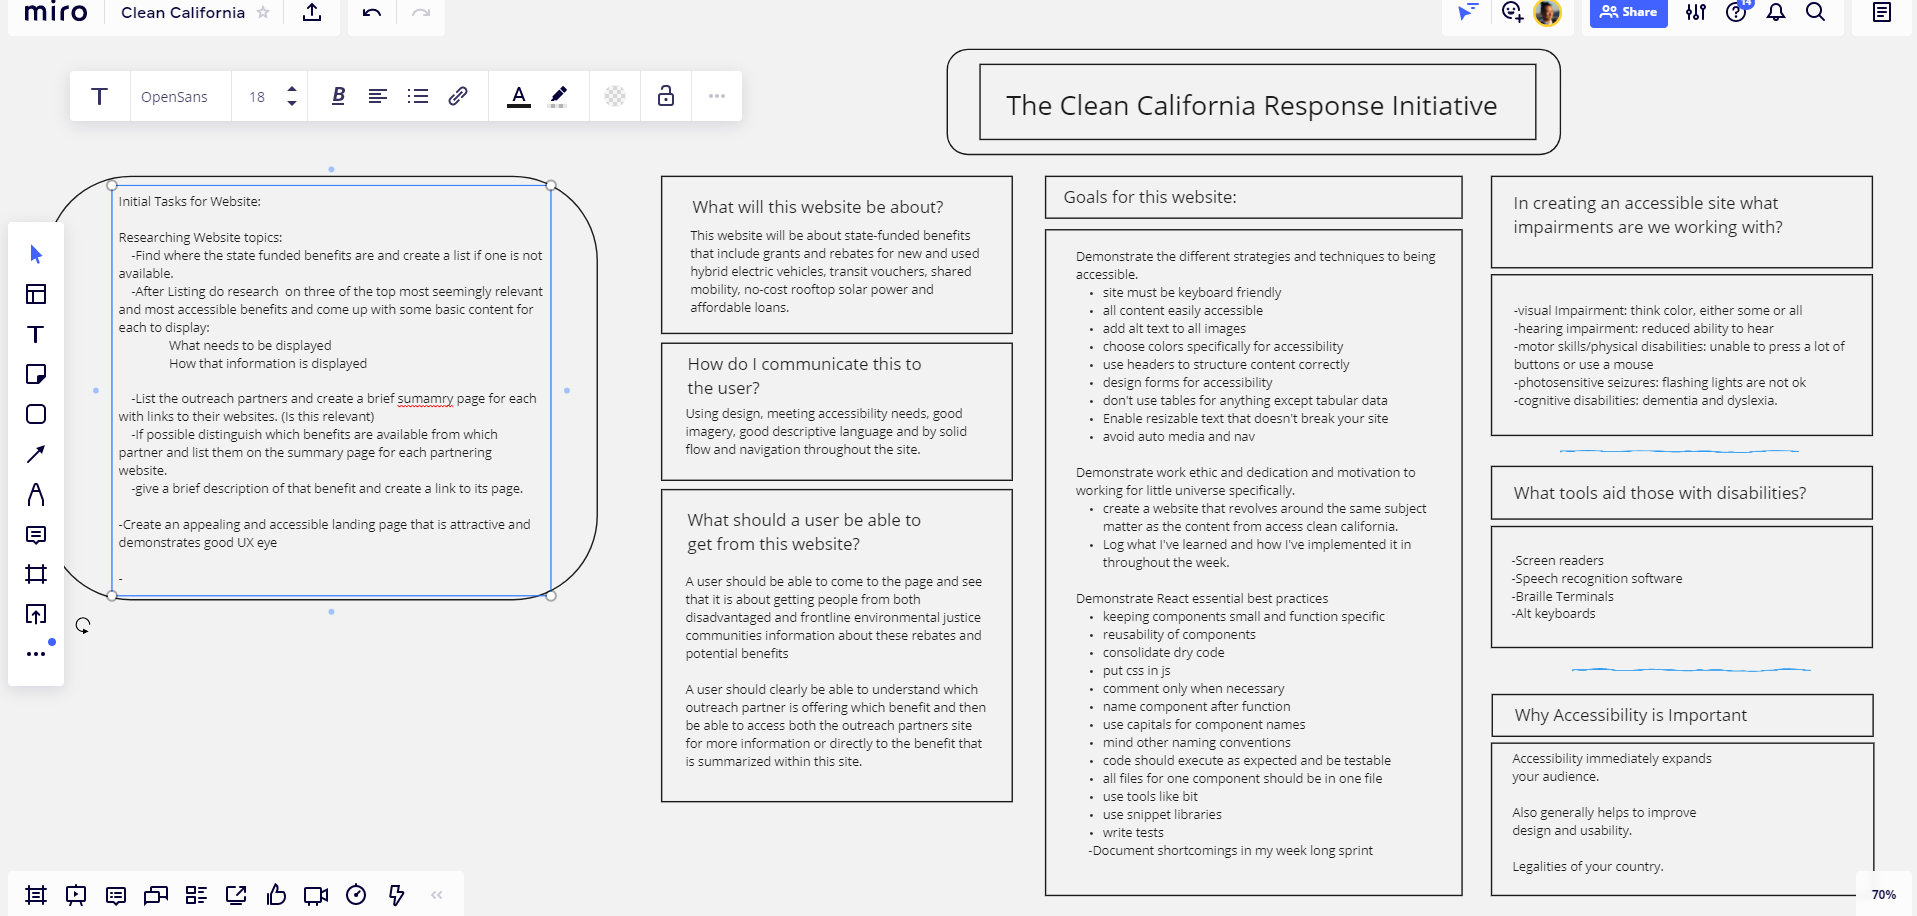 miro
Clean California
Share
14
T
OpenSans
18
B
A
The Clean California Response Initiative
Initial Tasks for Website:
Researching Website topics:
-Find where the state funded benefits are and create a list if one is not
available.
-After Listing do research  on three of the top most seemingly relevant
and most accessible benefits and come up with some basic content for
each to display:
What needs to be displayed
How that information is displayed
-List the outreach partners and create a brief sumamry page for each
with links to their websites. (Is this relevant)
-If possible distinguish which benefits are available from which
partner and list them on the summary page for each partnering
website.
-give a brief description of that benefit and create a link to its page.
-Create an appealing and accessible landing page that is attractive and
demonstrates good UX eye
-
What will this website be about?
This website will be about state-funded benefits
that include grants and rebates for new and used
hybrid electric vehicles, transit vouchers, shared
mobility, no-cost rooftop solar power and
affordable loans.
How do I communicate this to
the user?
Using design, meeting accessibility needs, good
imagery, good descriptive language and by solid
flow and navigation throughout the site.
What should a user be able to
get from this website?
A user should be able to come to the page and see
that it is about getting people from both
disadvantaged and frontline environmental justice
communities information about these rebates and
potential benefits
A user should clearly be able to understand which
outreach partner is offering which benefit and then
be able to access both the outreach partners site
for more information or directly to the benefit that
is summarized within this site.
Goals for this website:
Demonstrate the different strategies and techniques to being
accessible.
• site must be keyboard friendly
• all content easily accessible
• add alt text to all images
• choose colors specifically for accessibility
• use headers to structure content correctly
• design forms for accessibility
• don't use tables for anything except tabular data
• Enable resizable text that doesn't break your site
• avoid auto media and nav
Demonstrate work ethic and dedication and motivation to
working for little universe specifically.
• create a website that revolves around the same subject
matter as the content from access clean california.
• Log what I've learned and how I've implemented it in
throughout the week.
Demonstrate React essential best practices
• keeping components small and function specific
• reusability of components
• consolidate dry code
• put css in js
• comment only when necessary
• name component after function
• use capitals for component names
• mind other naming conventions
• code should execute as expected and be testable
• all files for one component should be in one file
• use tools like bit
• use snippet libraries
• write tests
-Document shortcomings in my week long sprint
In creating an accessible site what
impairments are we working with?
-visual Impairment: think color, either some or all
-hearing impairment: reduced ability to hear
-motor skills/physical disabilities: unable to press a lot of
buttons or use a mouse
-photosensitive seizures: flashing lights are not ok
-cognitive disabilities: dementia and dyslexia.
What tools aid those with disabilities?
-Screen readers
-Speech recognition software
-Braille Terminals
-Alt keyboards
Why Accessibility is Important
Accessibility immediately expands
your audience.
Also generally helps to improve
design and usability.
Legalities of your country.
70%